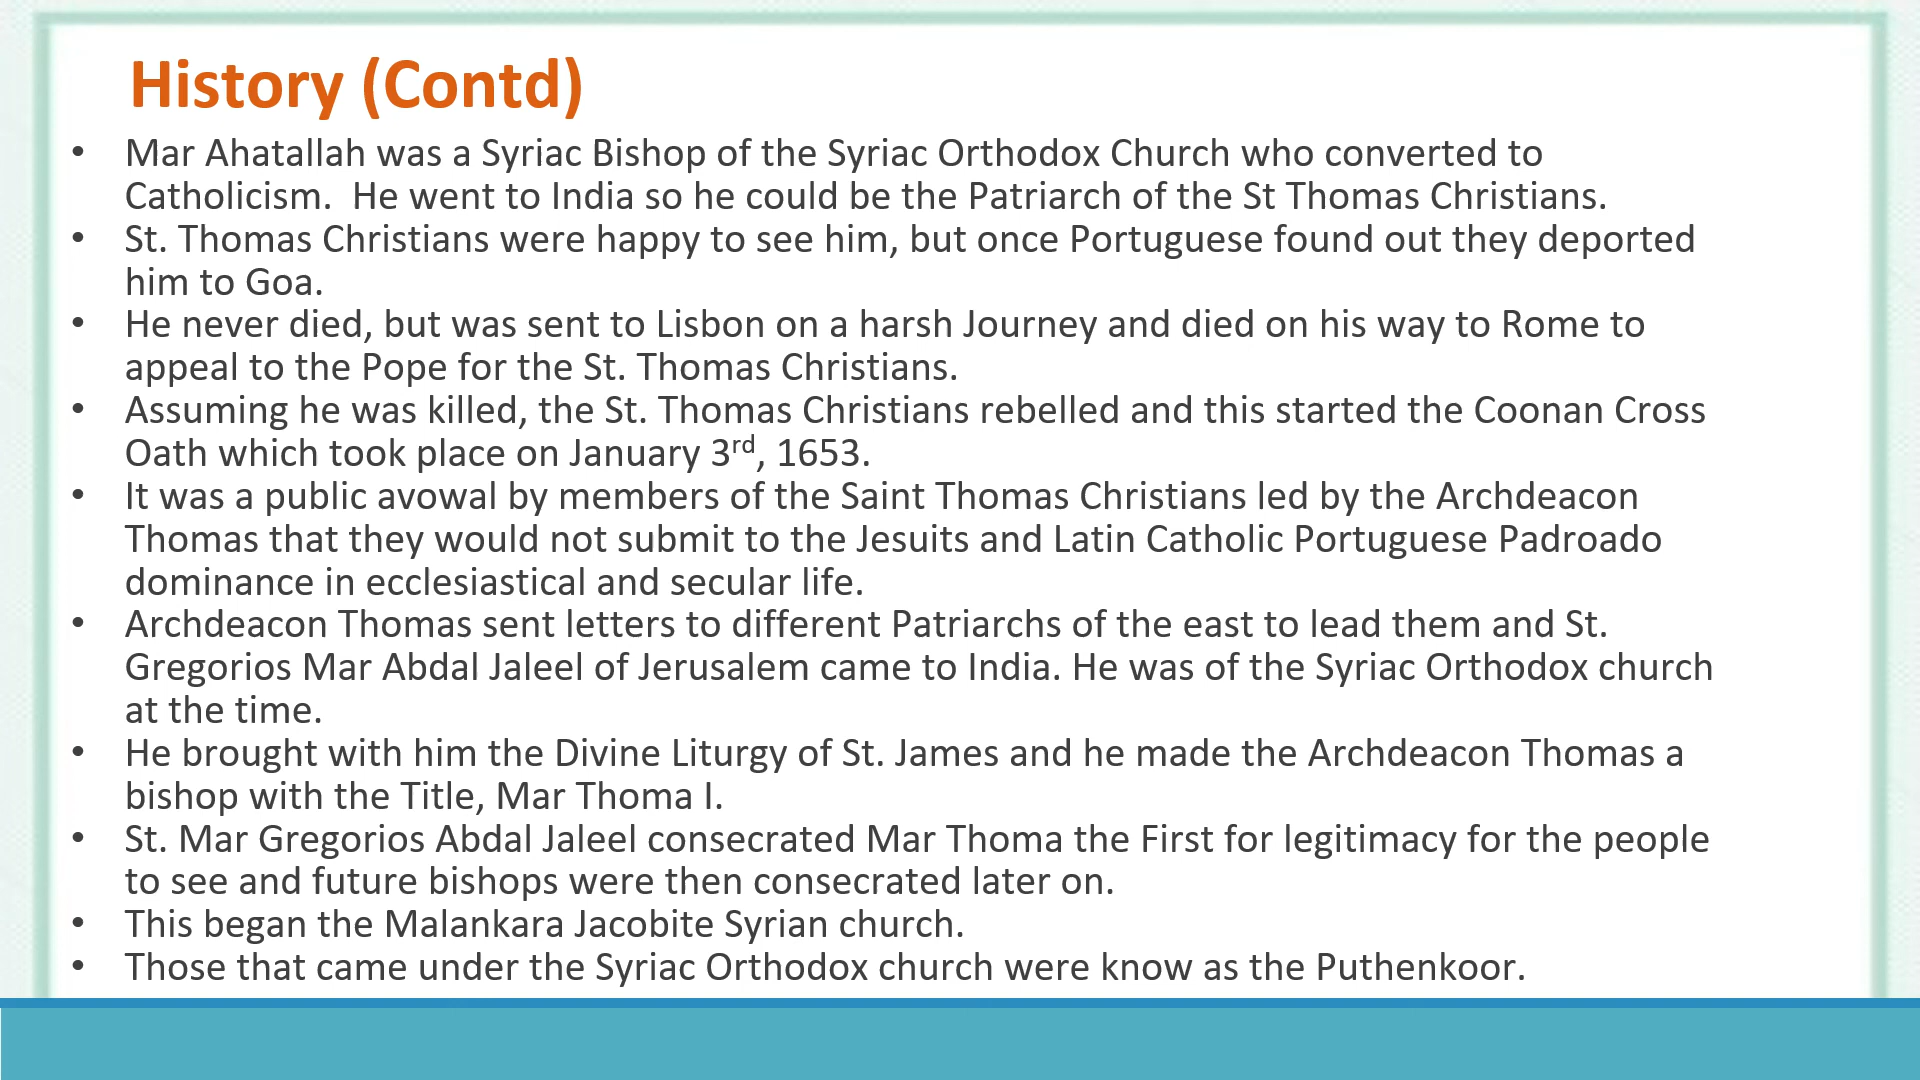 History (Contd)
• Mar Ahatallah was a Syriac Bishop of the Syriac Orthodox Church who converted to
Catholicism.  He went to India so he could be the Patriarch of the St Thomas Christians.
• St. Thomas Christians were happy to see him, but once Portuguese found out they deported
him to Goa.
• He never died, but was sent to Lisbon on a harsh Journey and died on his way to Rome to
appeal to the Pope for the St. Thomas Christians.
• Assuming he was killed, the St. Thomas Christians rebelled and this started the Coonan Cross
Oath which took place on January 3rd, 1653.
• It was a public avowal by members of the Saint Thomas Christians led by the Archdeacon
Thomas that they would not submit to the Jesuits and Latin Catholic Portuguese Padroado
dominance in ecclesiastical and secular life.
• Archdeacon Thomas sent letters to different Patriarchs of the east to lead them and St.
Gregorios Mar Abdal Jaleel of Jerusalem came to India. He was of the Syriac Orthodox church
at the time.
• He brought with him the Divine Liturgy of St. James and he made the Archdeacon Thomas a
bishop with the Title, Mar Thoma I.
• St. Mar Gregorios Abdal Jaleel consecrated Mar Thoma the First for legitimacy for the people
to see and future bishops were then consecrated later on.
• This began the Malankara Jacobite Syrian church.
• Those that came under the Syriac Orthodox church were know as the Puthenkoor.